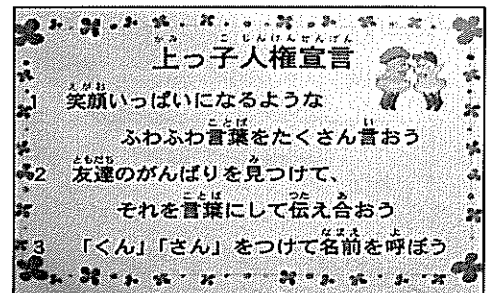 上っ子人権宣言
1 笑顔いっぱいになるような
ふわふわ言葉をたくさん言おう
2 友達のがんばりを見つけて、
それを言葉にして伝え合おう
3 「くん」「さん」をつけて名前を呼ぼう